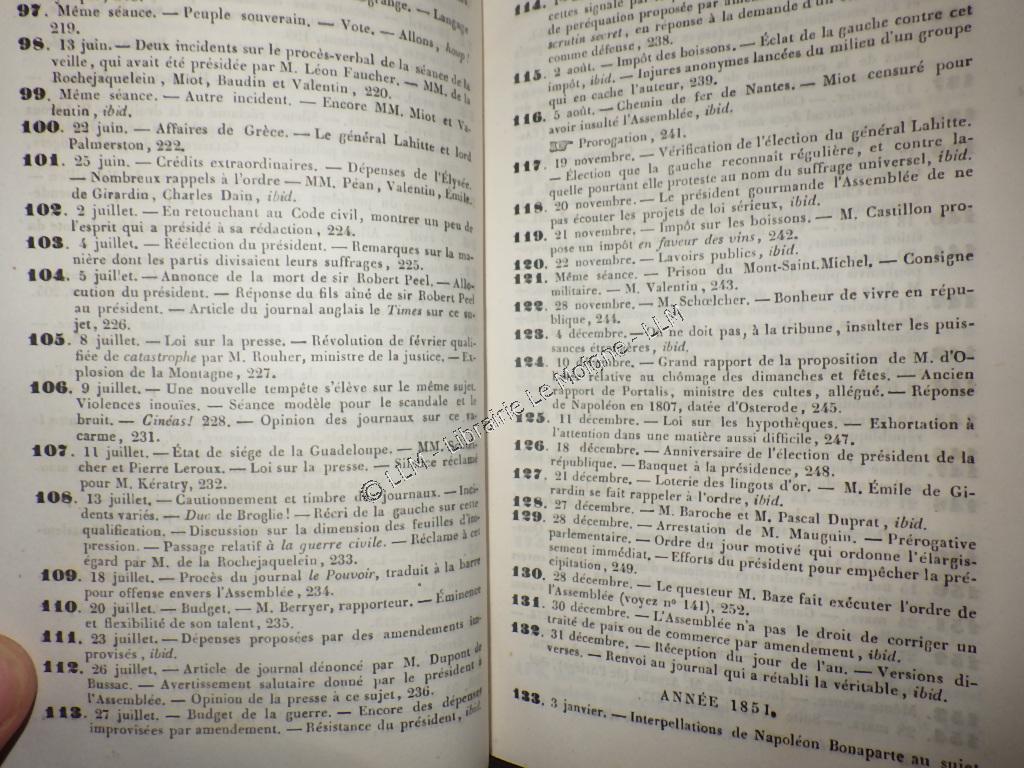 97. Même séance. — Peuple souverain. — Vote. — Allons, houp!
219.
98. 13 juin. — Deux incidents sur le procès-verbal de la séance de la
veille, qui avait été présidée par M. Léon Faucher. — MM. de la
Rochejaquelein, Miot, Baudin et Valentin, 220.
99. Même séance. — Autre incident. — Encore MM. Miot et Va-
lentin, ibid.
100. 22 juin. — Affaires de Grèce. — Le général Lahitte et lord
Palmerston, 222.
101. 25 juin. — Crédits extraordinaires. — Dépenses de l'Élysée.
— Nombreux rappels à l'ordre — MM. Péan, Valentin, Émile
de Girardin, Charles Dain, ibid.
102. 2 juillet. — En retouchant au Code civil, montrer un peu de
l'esprit qui a présidé à sa rédaction, 224.
103. 4 juillet. — Réélection du président. — Remarques sur la ma-
nière dont les partis divisaient leurs suffrages, 225.
104. 5 juillet. — Annonce de la mort de sir Robert Peel. — Allo-
cution du président. — Réponse du fils aîné de sir Robert Peel
au président. — Article du journal anglais le Times sur ce su-
jet, 226.
105. 8 juillet. — Loi sur la presse. — Révolution de février quali-
fiée de catastrophe par M. Rouher, ministre de la justice. — Ex-
plosion de la Montagne, 227.
106. 9 juillet. — Une nouvelle tempête s'élève sur le même sujet.
Violences inouïes. — Séance modèle pour le scandale et le
bruit. — Cinéas! 228. — Opinion des journaux sur ce va-
carme, 231.
107. 11 juillet. — État de siége de la Guadeloupe. — MM. Schœl-
cher et Pierre Leroux. — Loi sur la presse. — Silence réclamé
pour M. Kératry, 232.
108. 13 juillet. — Cautionnement et timbre des journaux. — Inci-
dents variés. — Duc de Broglie! — Récri de la gauche sur cette
qualification. — Discussion sur la dimension des feuilles d'im-
pression. — Passage relatif à la guerre civile. — Réclame à cet
égard par M. de la Rochejaquelein, 233.
109. 18 juillet. — Procès du journal le Pouvoir, traduit à la barre
pour offense envers l'Assemblée, 234.
110. 20 juillet. — Budget. — M. Berryer, rapporteur. — Éminence
et flexibilité de son talent, 235.
111. 23 juillet. — Dépenses proposées par des amendements im-
provisés, ibid.
112. 26 juillet. — Article de journal dénoncé par M. Dupont de
Bussac. — Avertissement salutaire donné par le président à
l'Assemblée. — Opinion de la presse à ce sujet, 236.
113. 27 juillet. — Budget de la guerre. — Encore des dépenses
improvisées par amendement. — Résistance du président, ibid.
114.
de peréquation proposée par
scrutin secret, en réponse à la demande d'un
comme défense, 238.
115. 2 août. — Impôt des boissons. — Éclat de la gauche contre cet
impôt, ibid. — Injures anonymes lancées du milieu d'un groupe
qui en cache l'auteur, 239.
116. 5 août. — Chemin de fer de Nantes. — Miot censuré pour
avoir insulté l'Assemblée, ibid.
☞ Prorogation, 241.
117. 19 novembre. — Vérification de l'élection du général Lahitte.
— Élection que la gauche reconnait régulière, et contre la-
quelle pourtant elle proteste au nom du suffrage universel, ibid.
118. 20 novembre. — Le président gourmande l'Assemblée de ne
pas écouter les projets de loi sérieux, ibid.
119. 21 novembre. — Impôt sur les boissons. — M. Castillon pro-
pose un impôt en faveur des vins, 242.
120. 22 novembre. — Lavoirs publics, ibid.
121. Même séance. — Prison du Mont-Saint.Michel. — Consigne
militaire. — M. Valentin, 243.
122. 28 novembre. — M. Schœlcher. — Bonheur de vivre en répu-
blique, 244.
123. 4 décembre. — On ne doit pas, à la tribune, insulter les puis-
sances étrangères, ibid.
124. 10 décembre. — Grand rapport de la proposition de M. d'O-
relative au chômage des dimanches et fêtes. — Ancien
rapport de Portalis, ministre des cultes, allégué. — Réponse
de Napoléon en 1807, datée d'Osterode, 245.
125. 11 décembre. — Loi sur les hypothèques. — Exhortation à
l'attention dans une matière aussi difficile, 247.
126. 18 décembre. — Anniversaire de l'élection de président de la
république. — Banquet à la présidence, 248.
127. 21 décembre. — Loterie des lingots d'or. — M. Émile de Gi-
rardin se fait rappeler à l'ordre, ibid.
128. 27 décembre. — M. Baroche et M. Pascal Duprat, ibid.
129. 28 décembre. — Arrestation de M. Mauguin. — Prérogative
parlementaire. — Ordre du jour motivé qui ordonne l'élargis-
sement immédiat. — Efforts du président pour empêcher la pré-
cipitation, 249.
130. 28 décembre. — Le questeur M. Baze fait exécuter l'ordre de
l'Assemblée (voyez n° 141), 252.
131. 30 décembre. — L'Assemblée n'a pas le droit de corriger un
traité de paix ou de commerce par amendement, ibid.
132. 31 décembre. — Réception du jour de l'an. — Versions di-
verses. — Renvoi au journal qui a rétabli la véritable, ibid.
ANNÉE 1851.
133. 3 janvier. — Interpellations de Napoléon Bonaparte au sujet
© LLM - Librairie Le Moigne - LLM